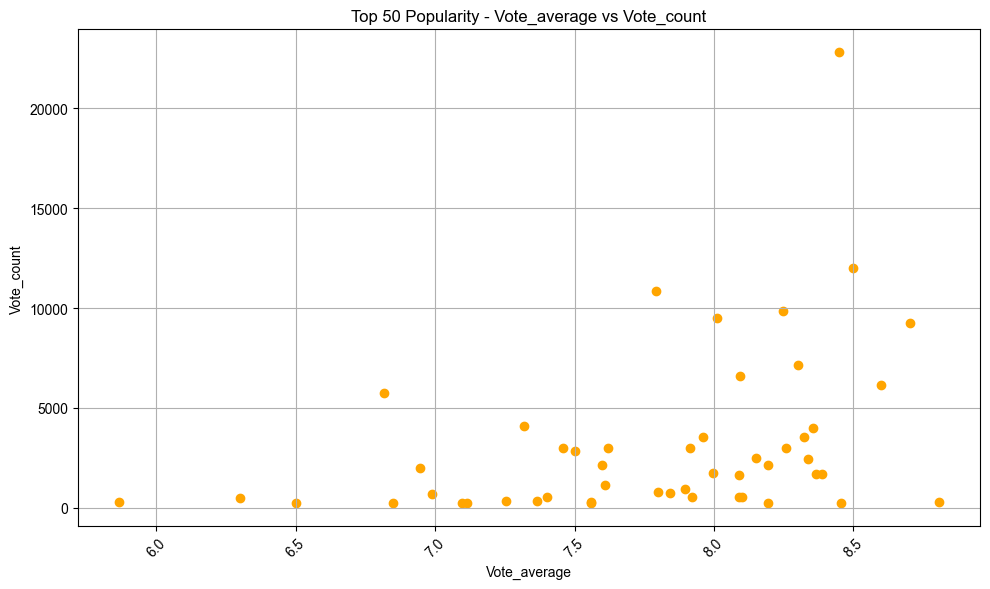 Top 50 Popularity - Vote_average vs Vote_count
20000
15000
10000
5000
0
Vote_count
6.0 6.5 7.0 7.5 8.0 8.5
Vote_average